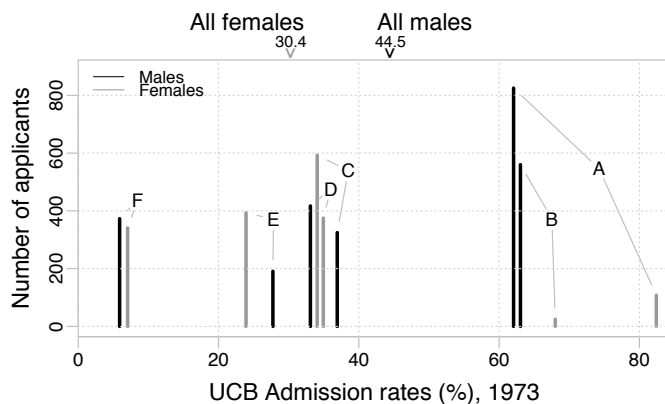 All females All males
30.4 44.5
Males
Females
800
600
400
200
0
Number of applicants
F
E
C
D
A
B
0 20 40 60 80
UCB Admission rates (%), 1973